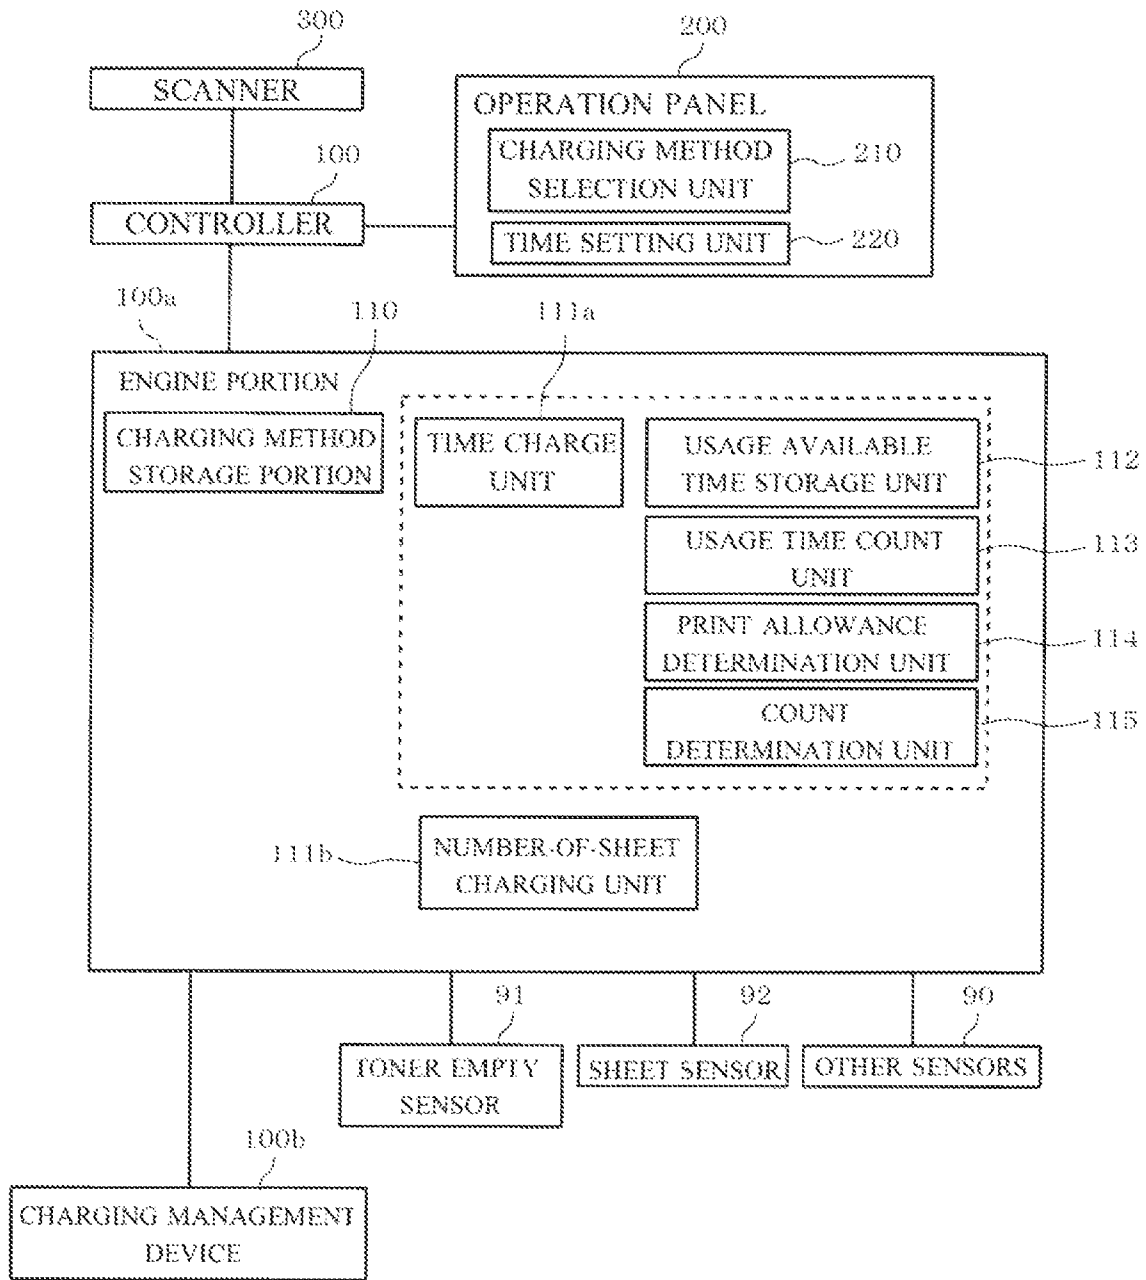 300
SCANNER
200
OPERATION PANEL
CHARGING METHOD
SELECTION UNIT
210
TIME SETTING UNIT
220
100
CONTROLLER
100a
110
111a
ENGINE PORTION
CHARGING METHOD
STORAGE PORTION
TIME CHARGE
UNIT
USAGE AVAILABLE
TIME STORAGE UNIT
112
USAGE TIME COUNT
UNIT
113
PRINT ALLOWANCE
DETERMINATION UNIT
114
COUNT
DETERMINATION UNIT
115
111b
NUMBER-OF-SHEET
CHARGING UNIT
91
TONER EMPTY
SENSOR
92
SHEET SENSOR
90
OTHER SENSORS
100b
CHARGING MANAGEMENT
DEVICE